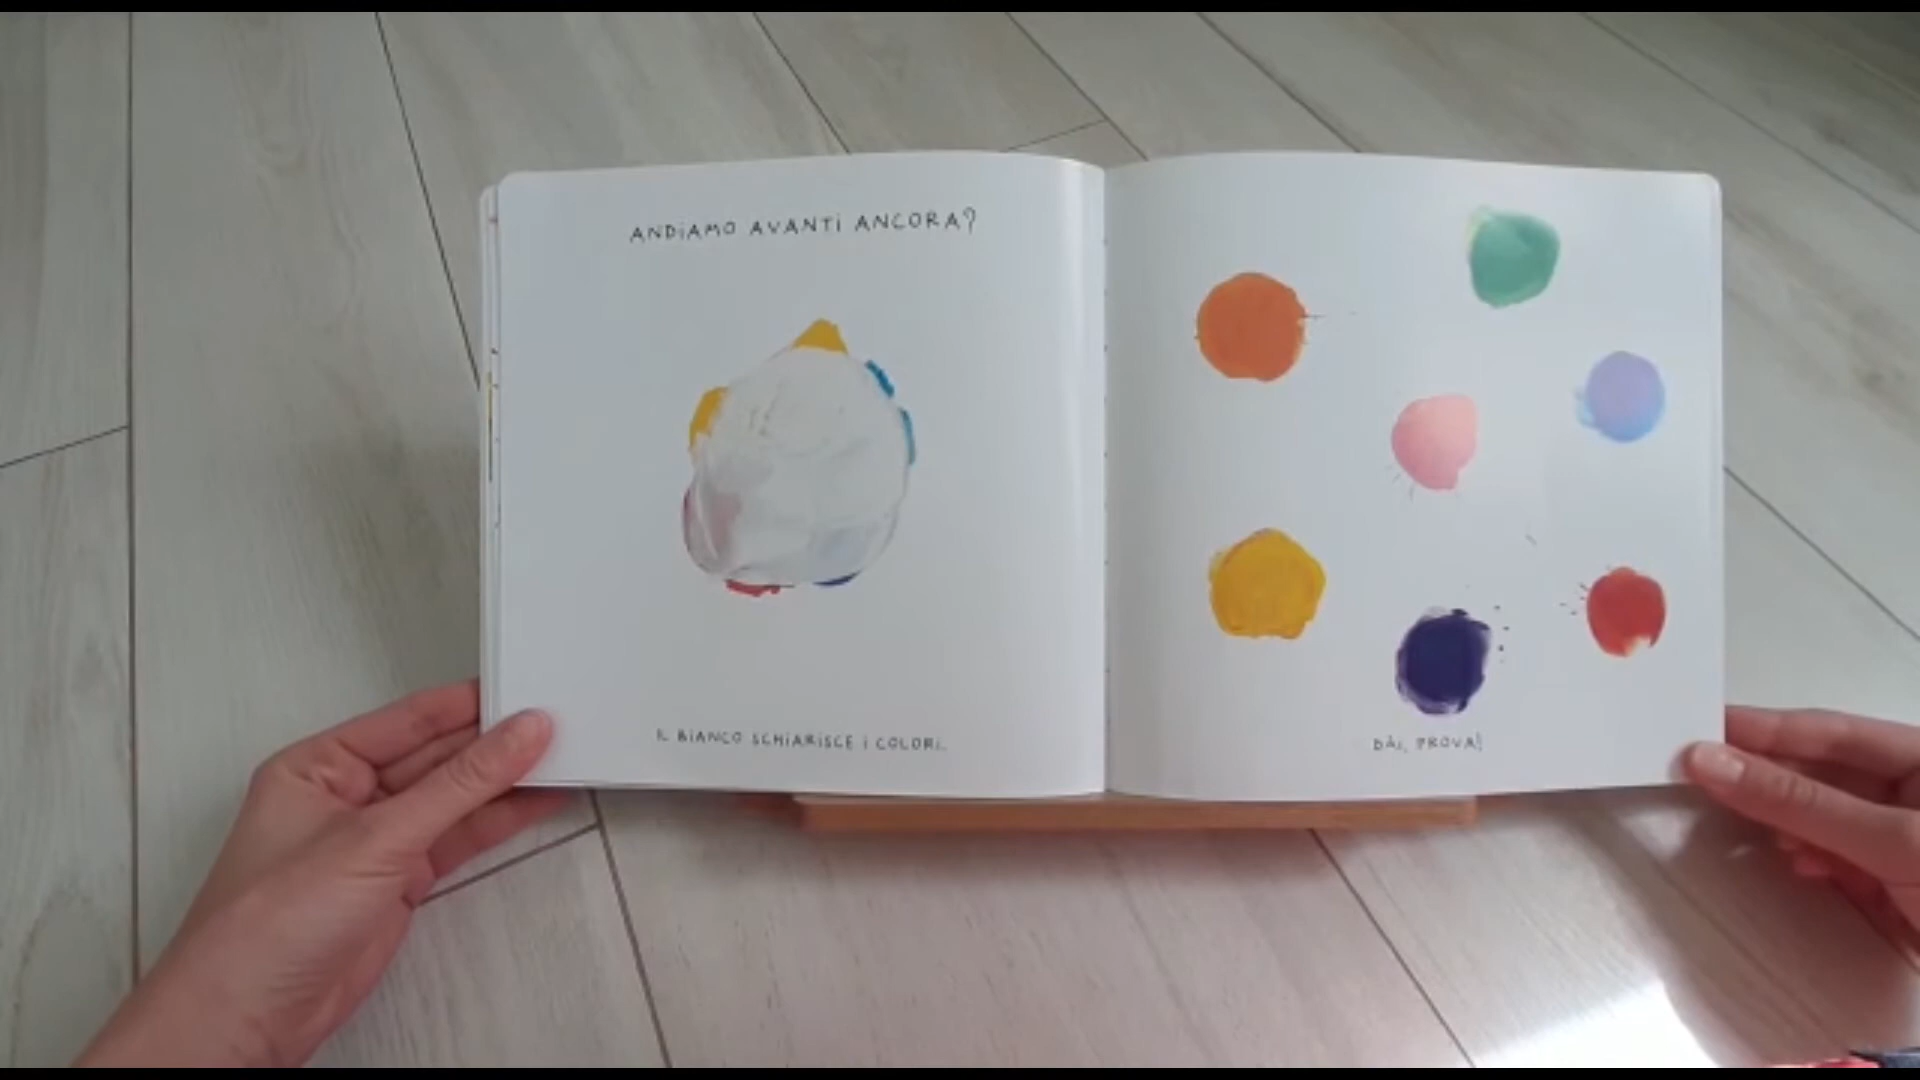 ANDiAMO AVANTi ANCORA?
IL BiANCO SCHiARiSCE i COLORi.
DÀi, PROVA!